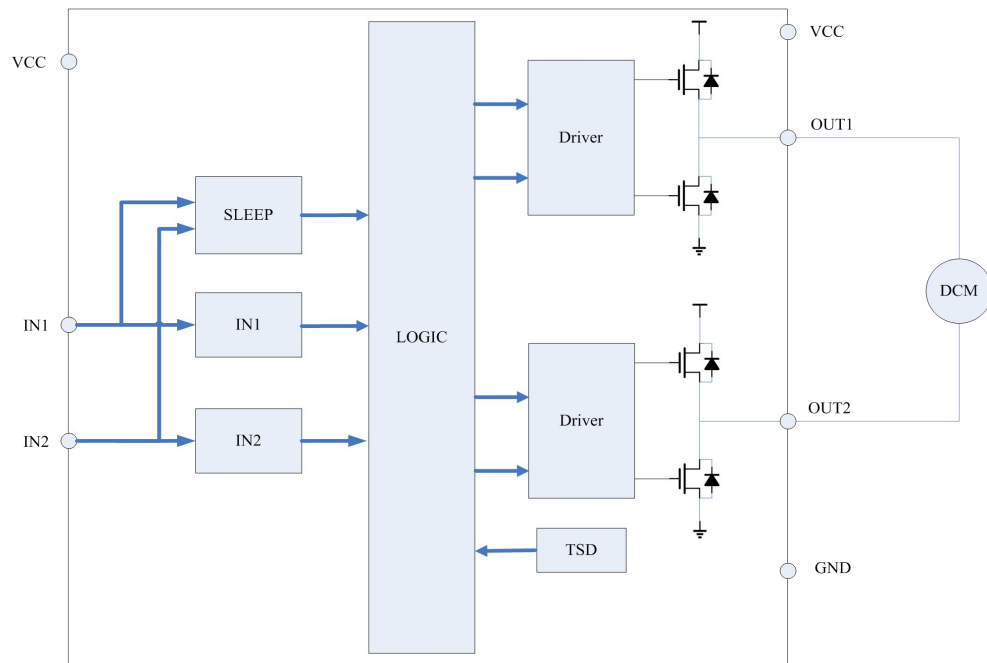 VCC
VCC
OUT1
Driver
SLEEP
DCM
IN1
IN1
LOGIC
OUT2
Driver
IN2
IN2
TSD
GND